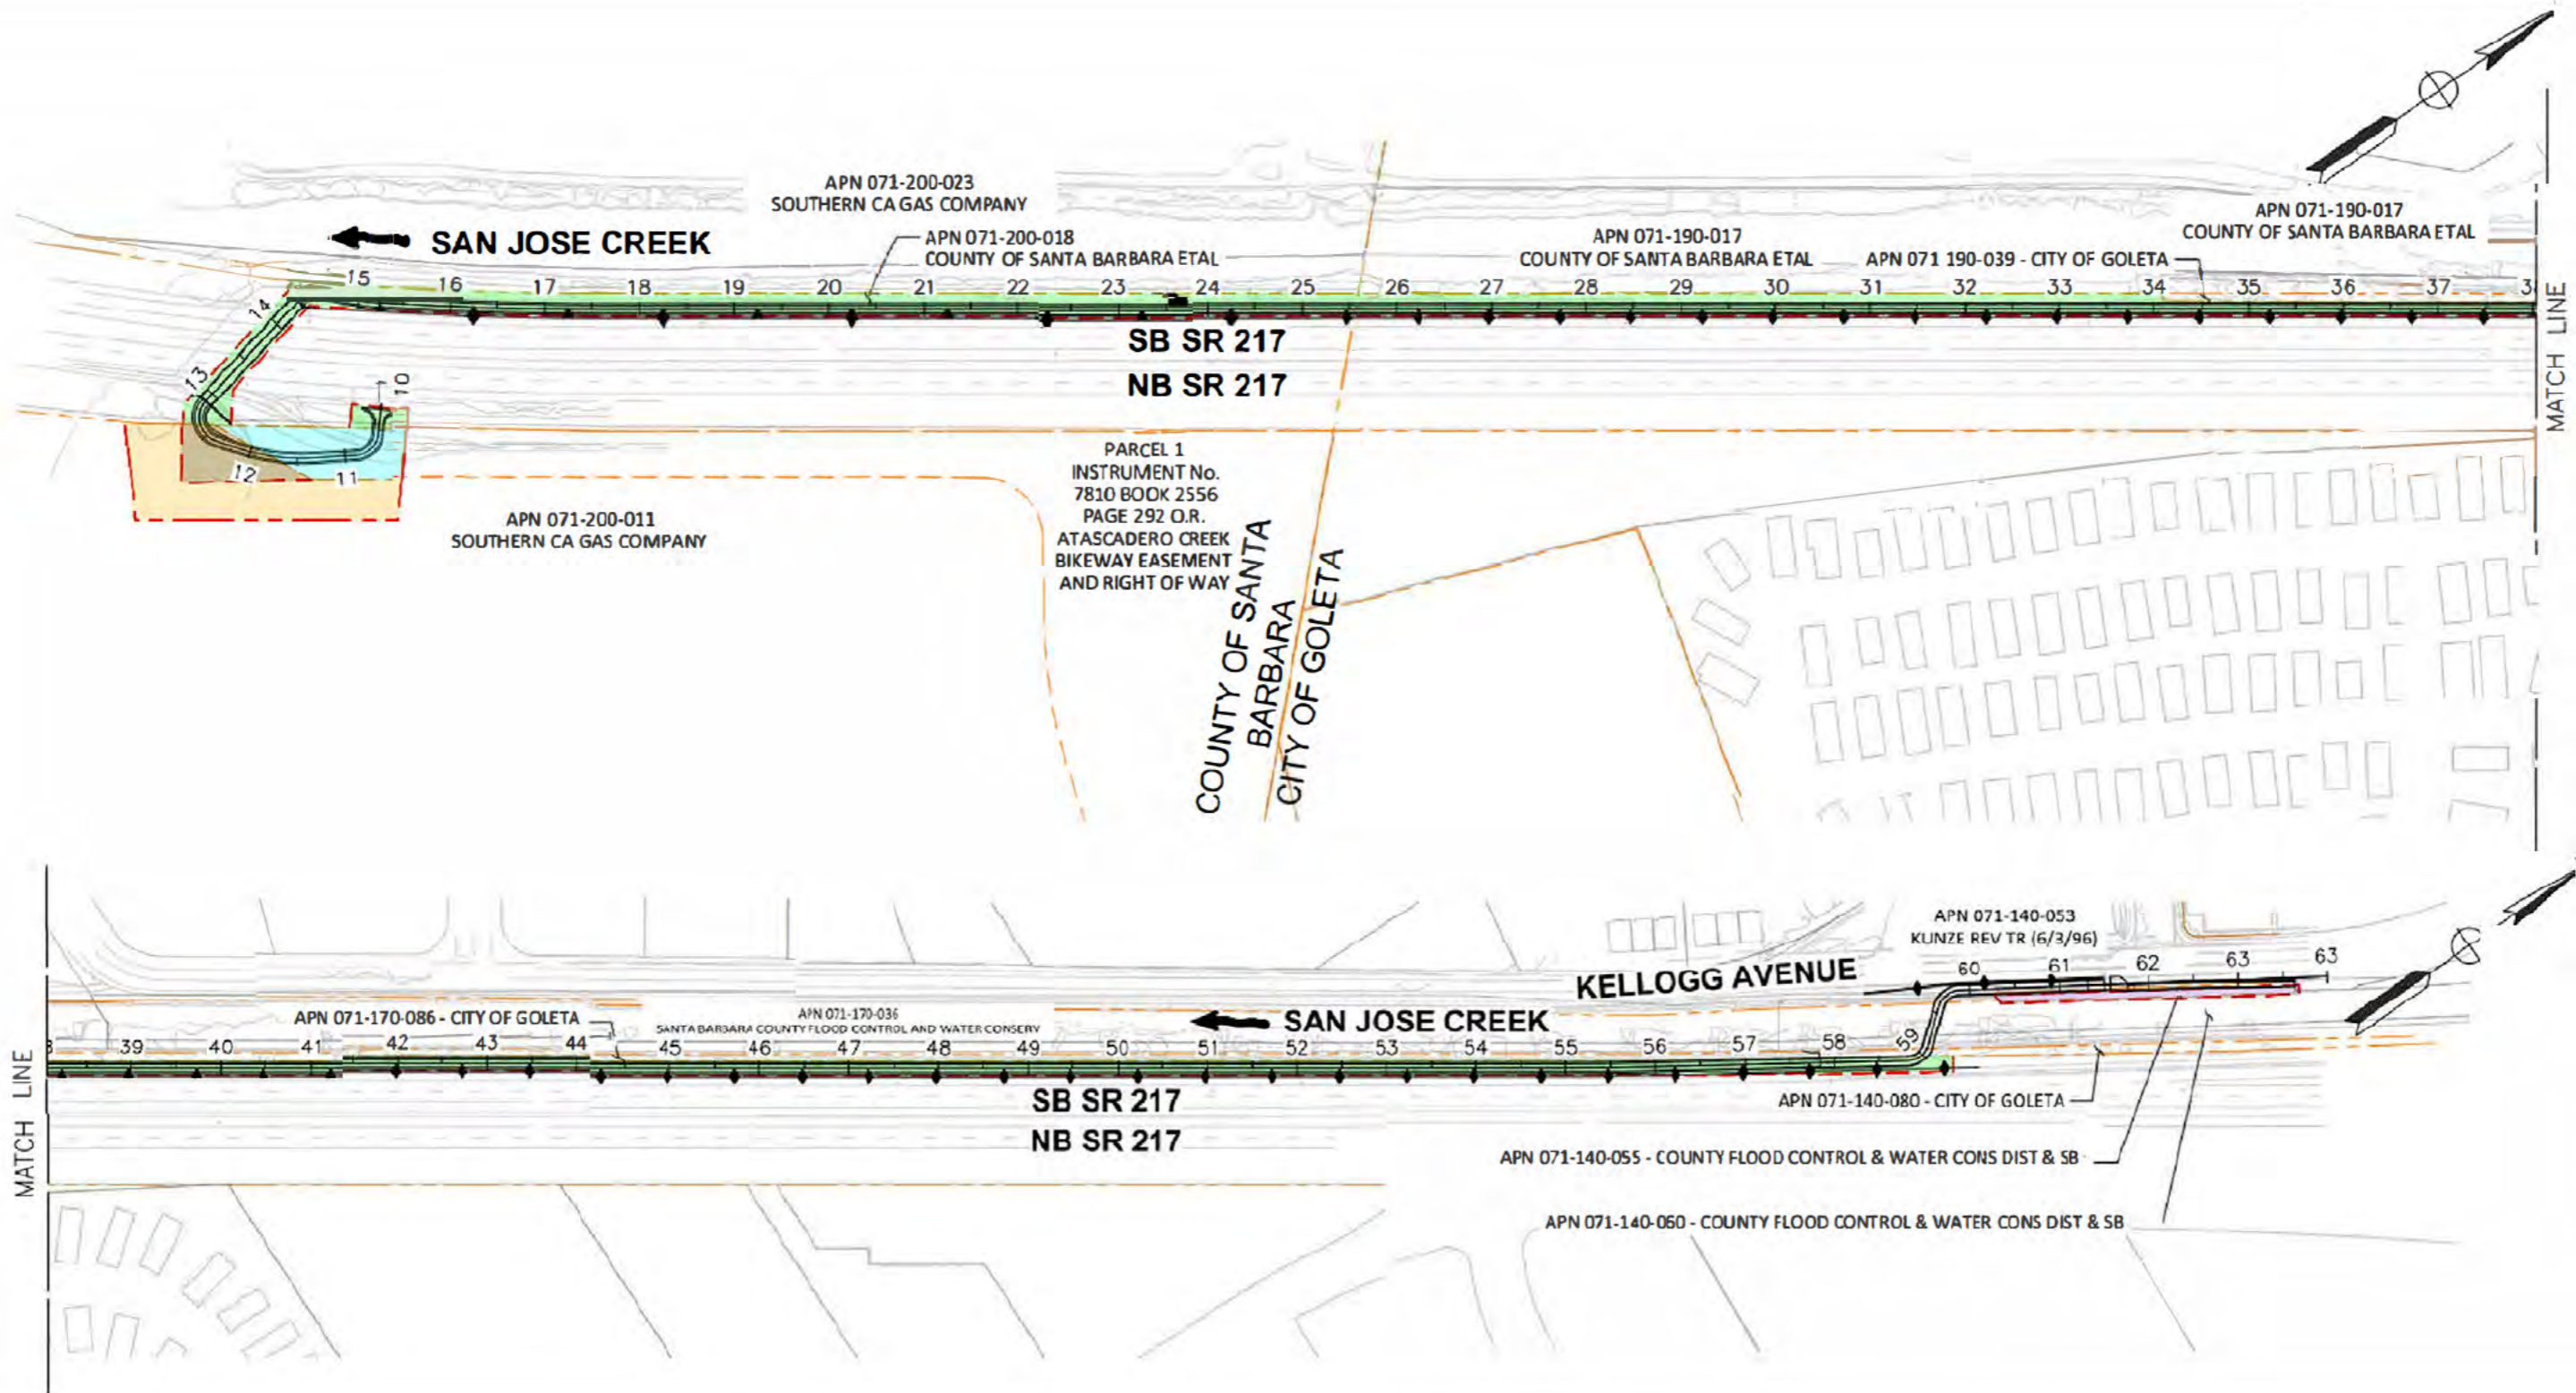 APN 071-200-023
SOUTHERN CA GAS COMPANY
SAN JOSE CREEK
APN 071-200-018
COUNTY OF SANTA BARBARA ETAL
APN 071-190-017
COUNTY OF SANTA BARBARA ETAL
APN 071 190-039 - CITY OF GOLETA
APN 071-190-017
COUNTY OF SANTA BARBARA ETAL
10
11
12
13
14
15 16 17 18 19 20 21 22 23 24 25 26 27 28 29 30 31 32 33 34 35 36 37
SB SR 217
NB SR 217
MATCH LINE
PARCEL 1
INSTRUMENT No.
7810 BOOK 2556
PAGE 292 O.R.
ATASCADERO CREEK
BIKEWAY EASEMENT
AND RIGHT OF WAY
APN 071-200-011
SOUTHERN CA GAS COMPANY
COUNTY OF SANTA
BARBARA
CITY OF GOLETA
APN 071-140-053
KUNZE REV TR (6/3/96)
KELLOGG AVENUE
60 61 62 63 63
APN 071-170-086 - CITY OF GOLETA
APN 071-170-036
SANTA BARBARA COUNTY FLOOD CONTROL AND WATER CONSERV
SAN JOSE CREEK
39 40 41 42 43 44 45 46 47 48 49 50 51 52 53 54 55 56 57 58 59
MATCH LINE
SB SR 217
NB SR 217
APN 071-140-080 - CITY OF GOLETA
APN 071-140-055 - COUNTY FLOOD CONTROL & WATER CONS DIST & SB
APN 071-140-060 - COUNTY FLOOD CONTROL & WATER CONS DIST & SB